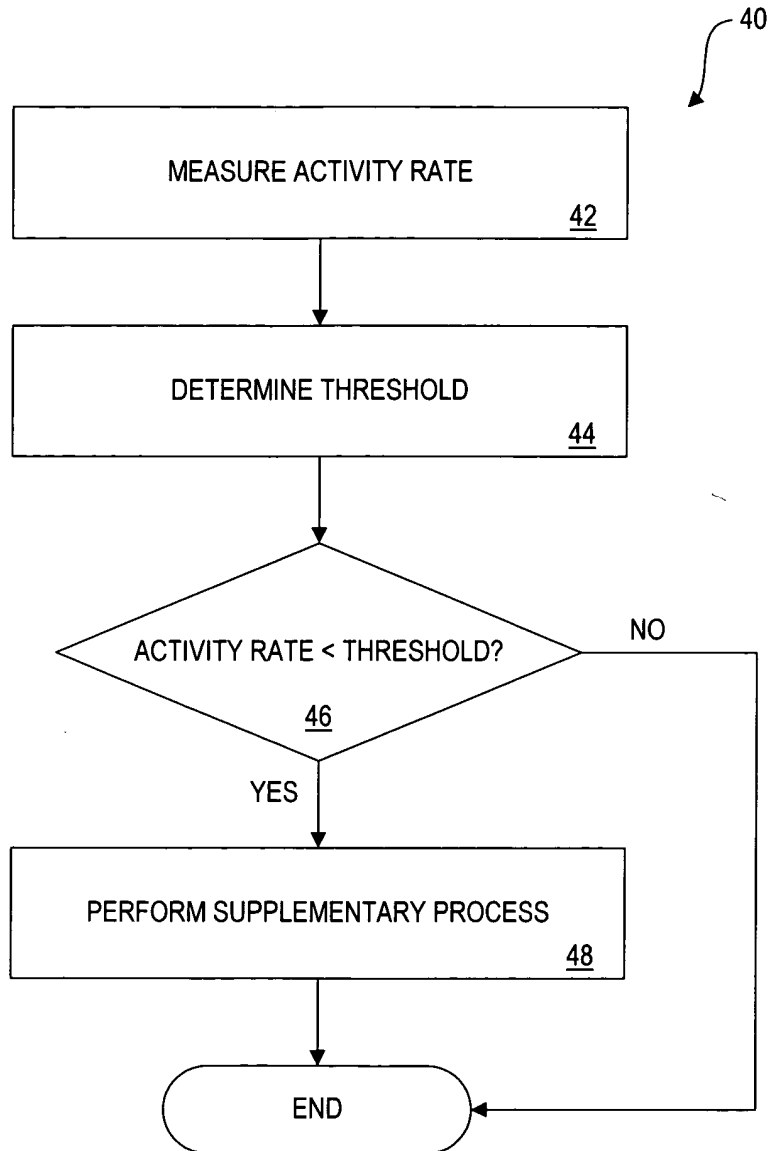 40
MEASURE ACTIVITY RATE
42
DETERMINE THRESHOLD
44
ACTIVITY RATE < THRESHOLD?
46
NO
YES
PERFORM SUPPLEMENTARY PROCESS
48
END